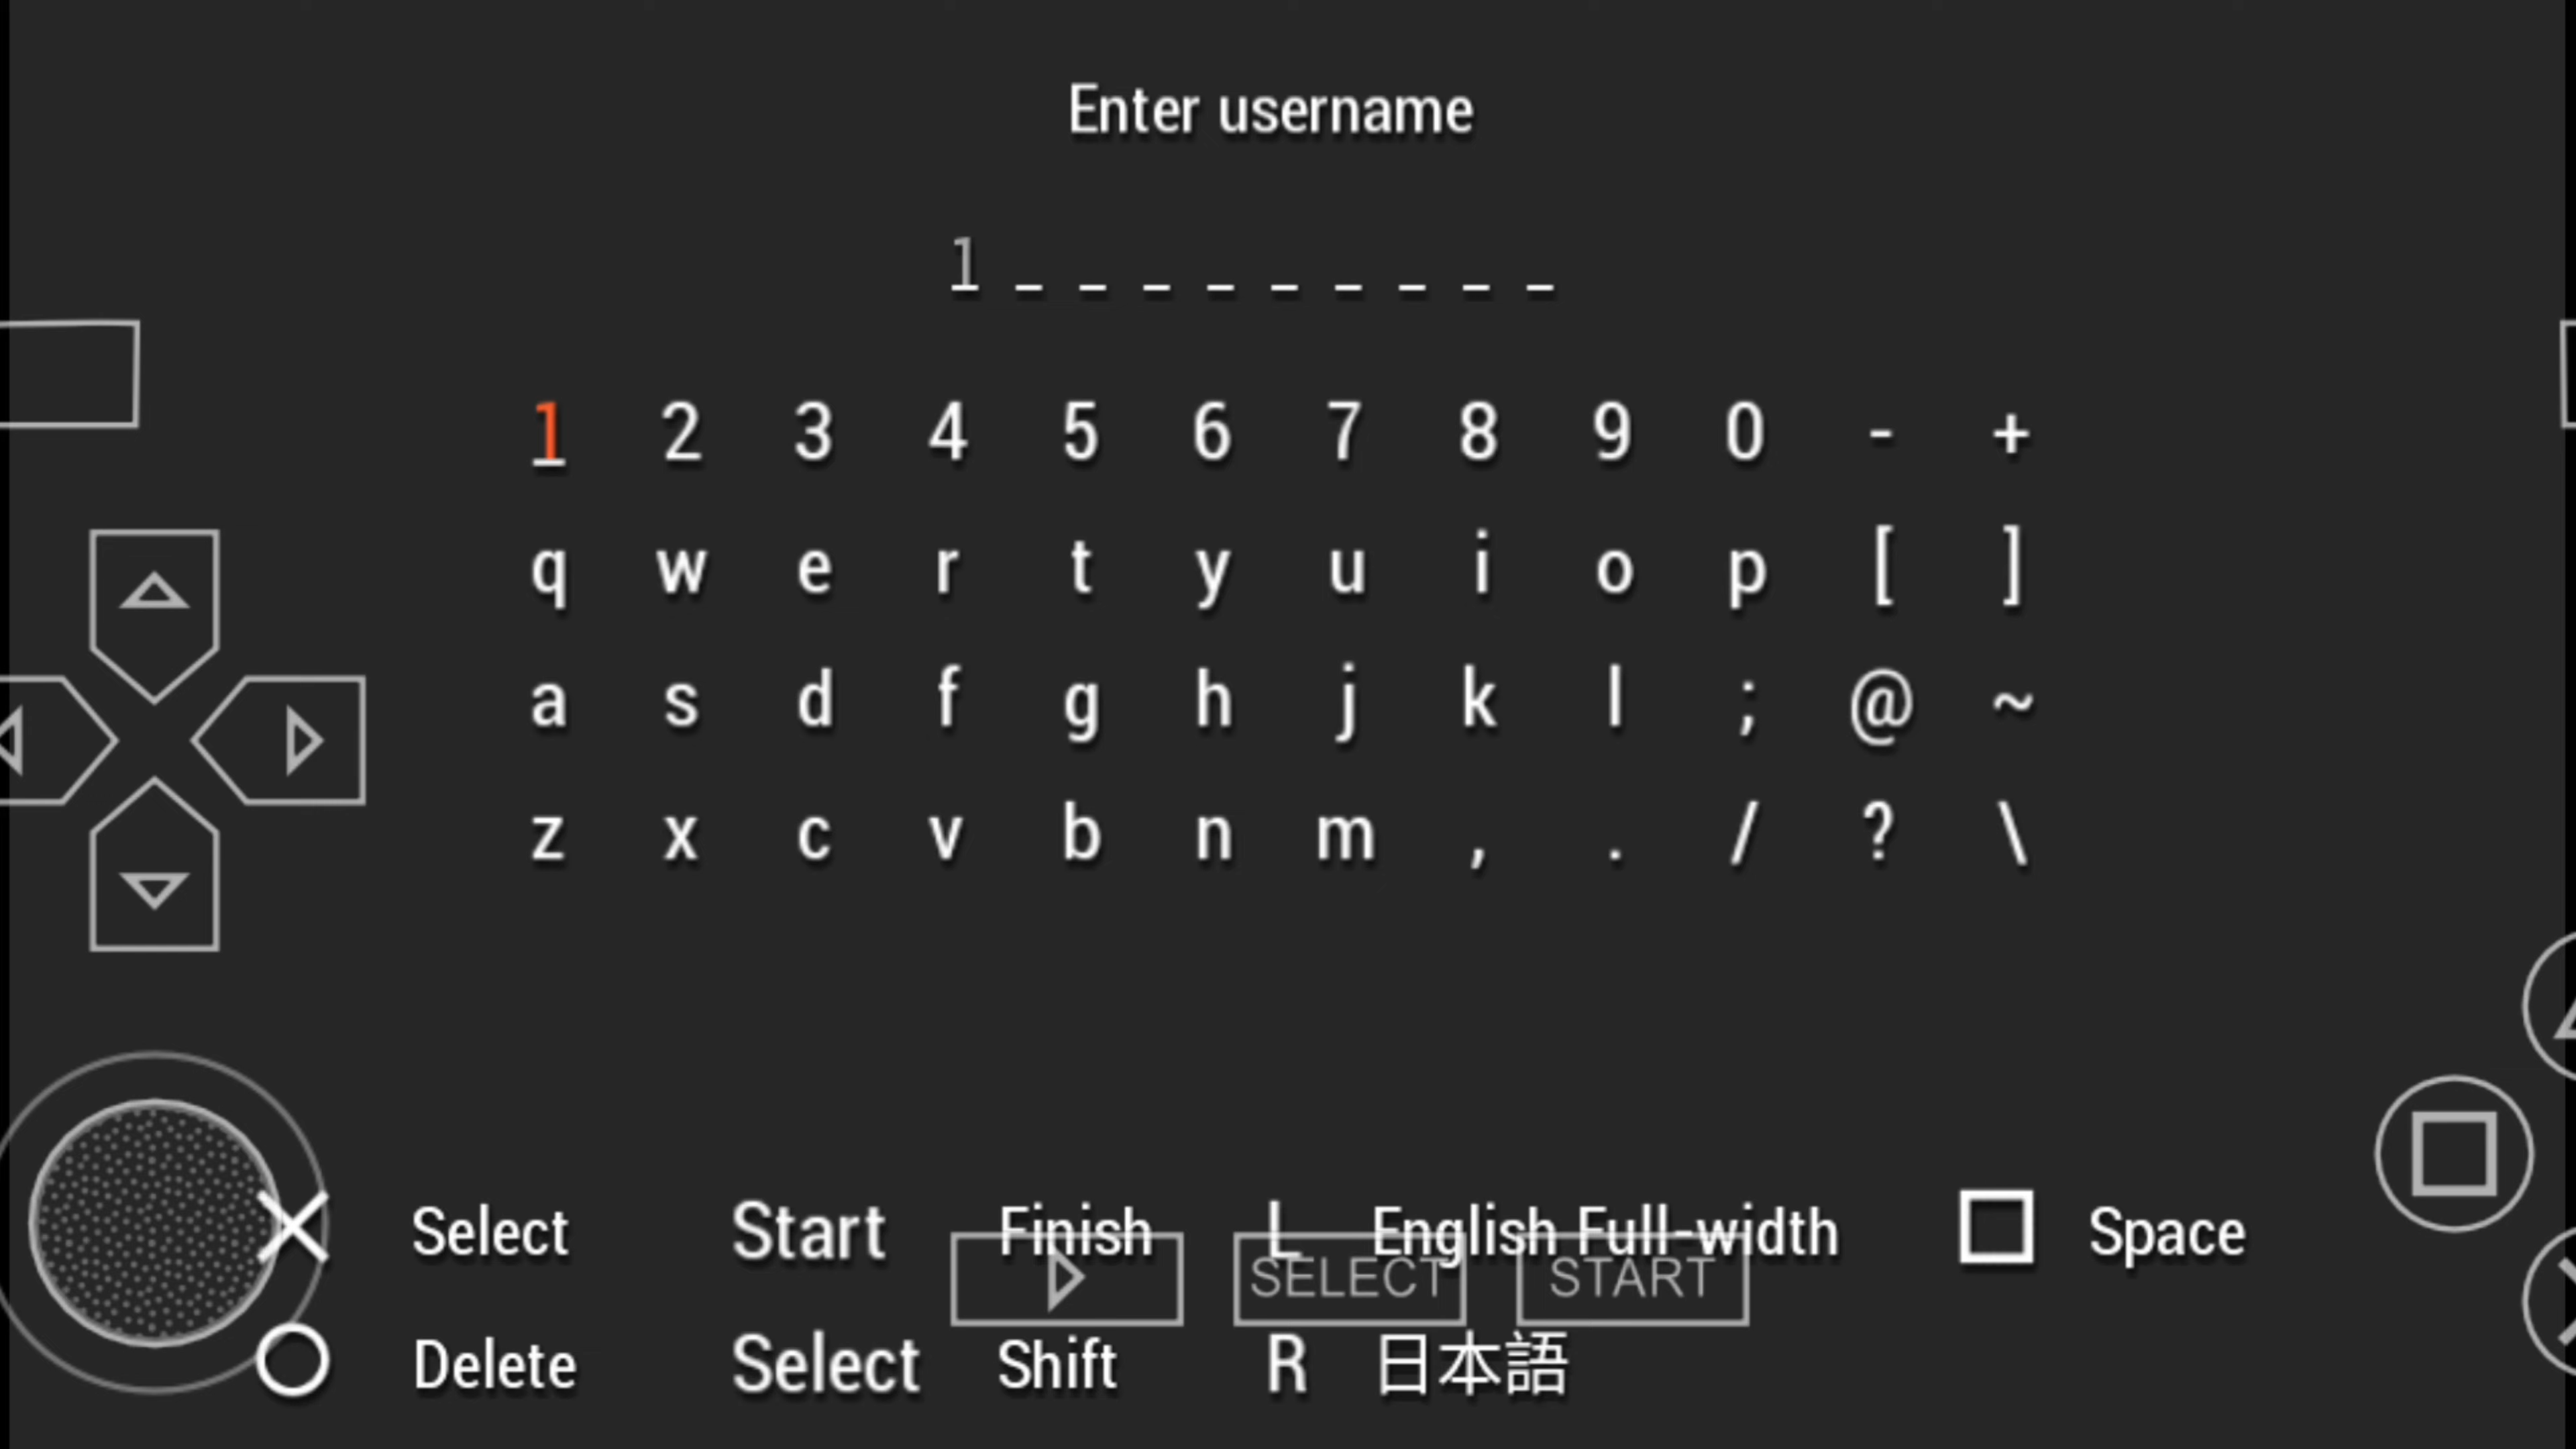 Enter username
1 _ _ _ _ _ _ _ _ _
1 2 3 4 5 6 7 8 9 0 - +
q w e r t y u i o p [ ]
a s d f g h j k l ; @ ~
z x c v b n m , . / ? \
Select Start Finish L English Full-width Space
SELECT START
Delete Select Shift R 日本語